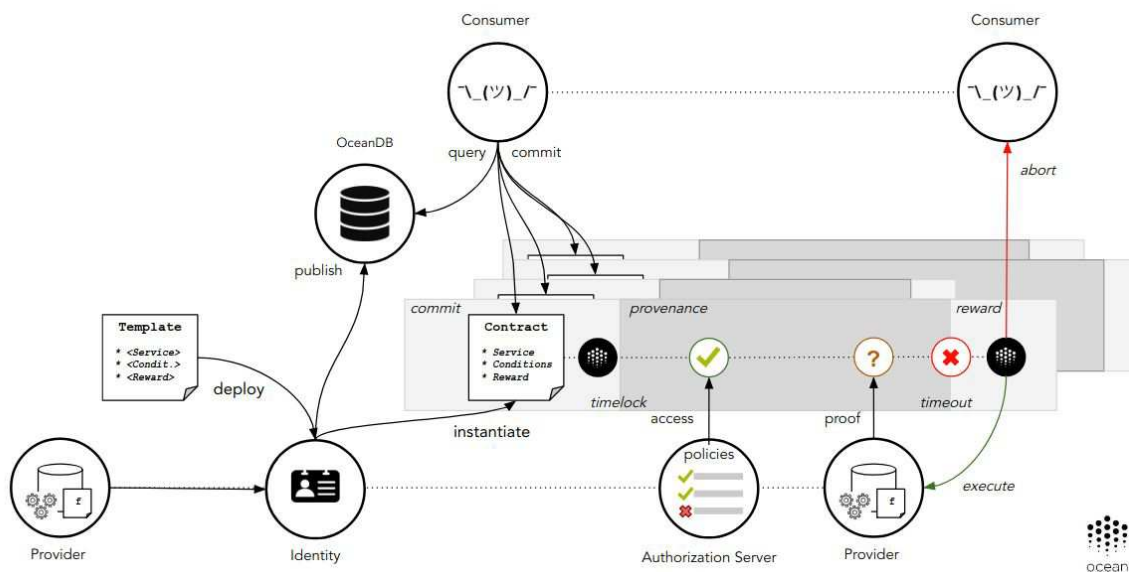 Consumer
Consumer
¯\_(ツ)_/¯
¯\_(ツ)_/¯
OceanDB
query
commit
abort
publish
commit
provenance
reward
Template
* <Service>
* <Condit.>
* <Reward>
Contract
* Service
* Conditions
* Reward
?
deploy
timelock
access
proof
timeout
instantiate
policies
f
f
execute
Provider
Identity
Authorization Server
Provider
ocean